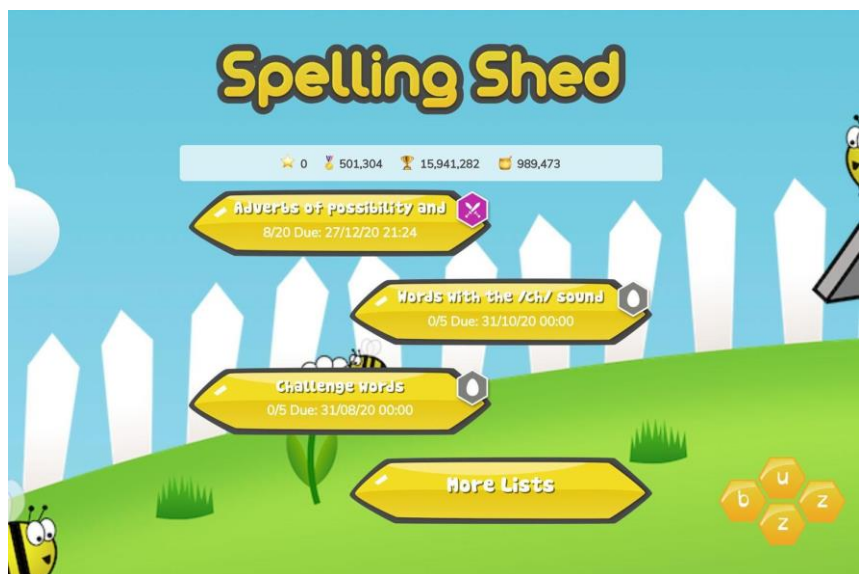 Spelling Shed
0 501,304 15,941,282 989,473
Adverbs of possibility and
8/20 Due: 27/12/20 21:24
Words with the /ch/ sound
0/5 Due: 31/10/20 00:00
Challenge words
0/5 Due: 31/08/20 00:00
More Lists
b u z z